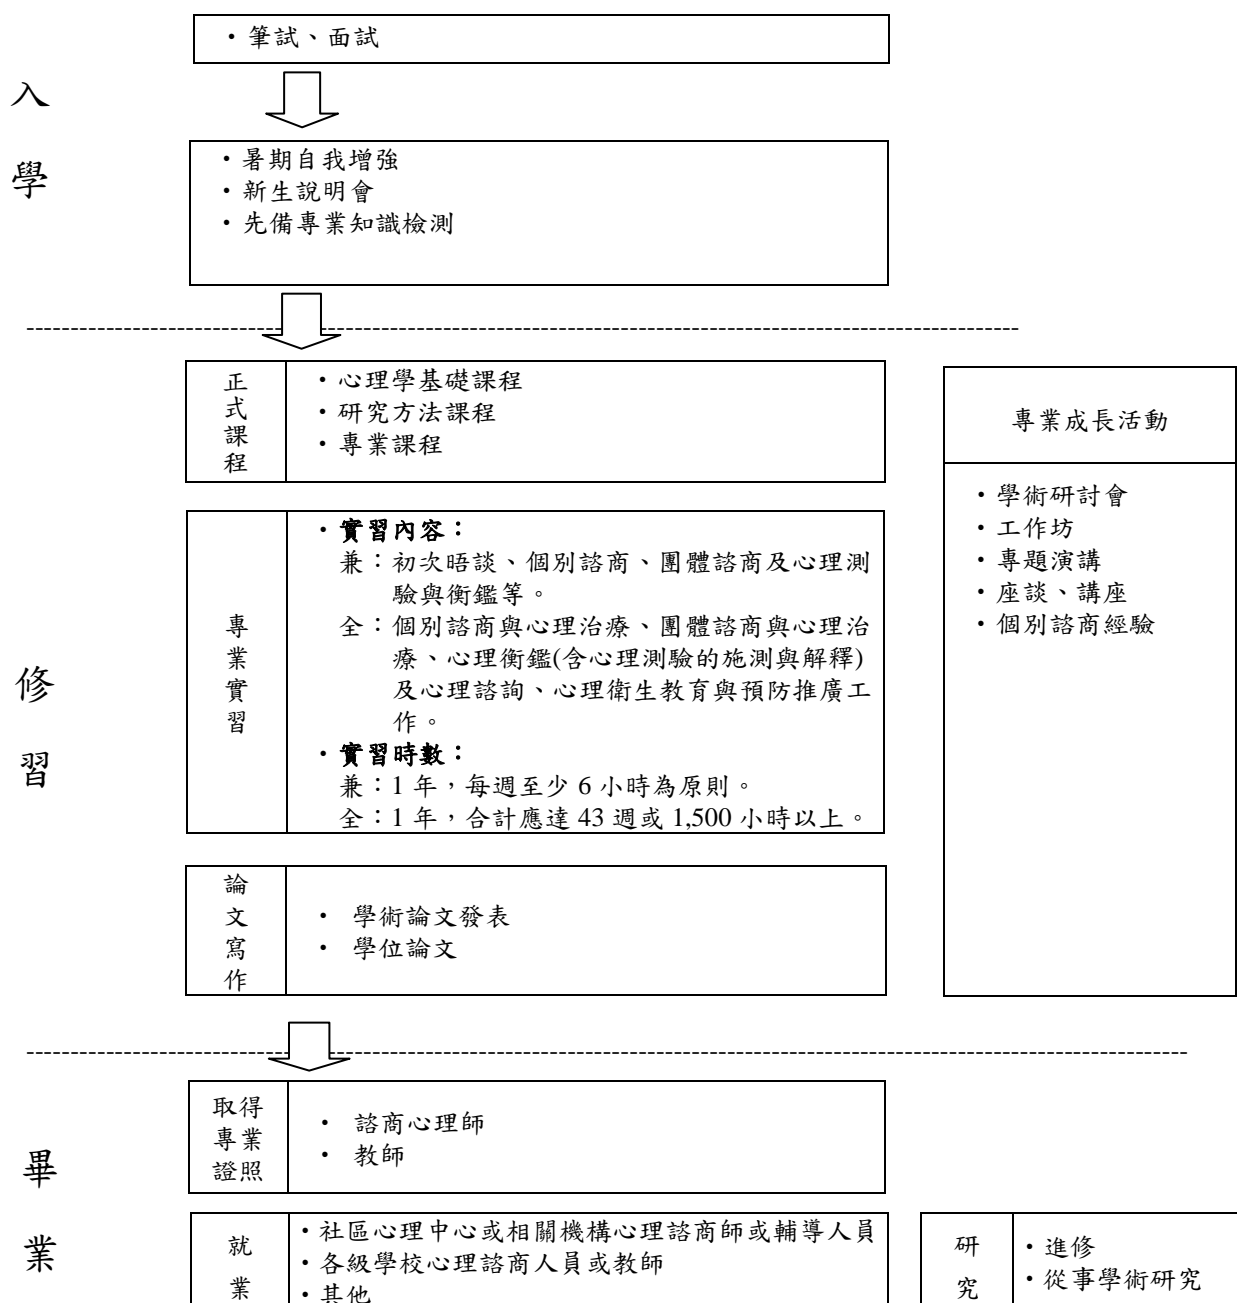 入學
・筆試、面試
・暑期自我增強
・新生說明會
・先備專業知識檢測
修習
正式課程
・心理學基礎課程
・研究方法課程
・專業課程
專業實習
・實習內容：
兼：初次晤談、個別諮商、團體諮商及心理測
驗與衡鑑等。
全：個別諮商與心理治療、團體諮商與心理治
療、心理衡鑑(含心理測驗的施測與解釋)
及心理諮詢、心理衛生教育與預防推廣工
作。
・實習時數：
兼：1 年，每週至少 6 小時為原則。
全：1 年，合計應達 43 週或 1,500 小時以上。
論文寫作
・ 學術論文發表
・ 學位論文
專業成長活動
・學術研討會
・工作坊
・專題演講
・座談、講座
・個別諮商經驗
畢業
取得
專業
證照
・ 諮商心理師
・ 教師
就業
・社區心理中心或相關機構心理諮商師或輔導人員
・各級學校心理諮商人員或教師
・其他
研究
・進修
・從事學術研究